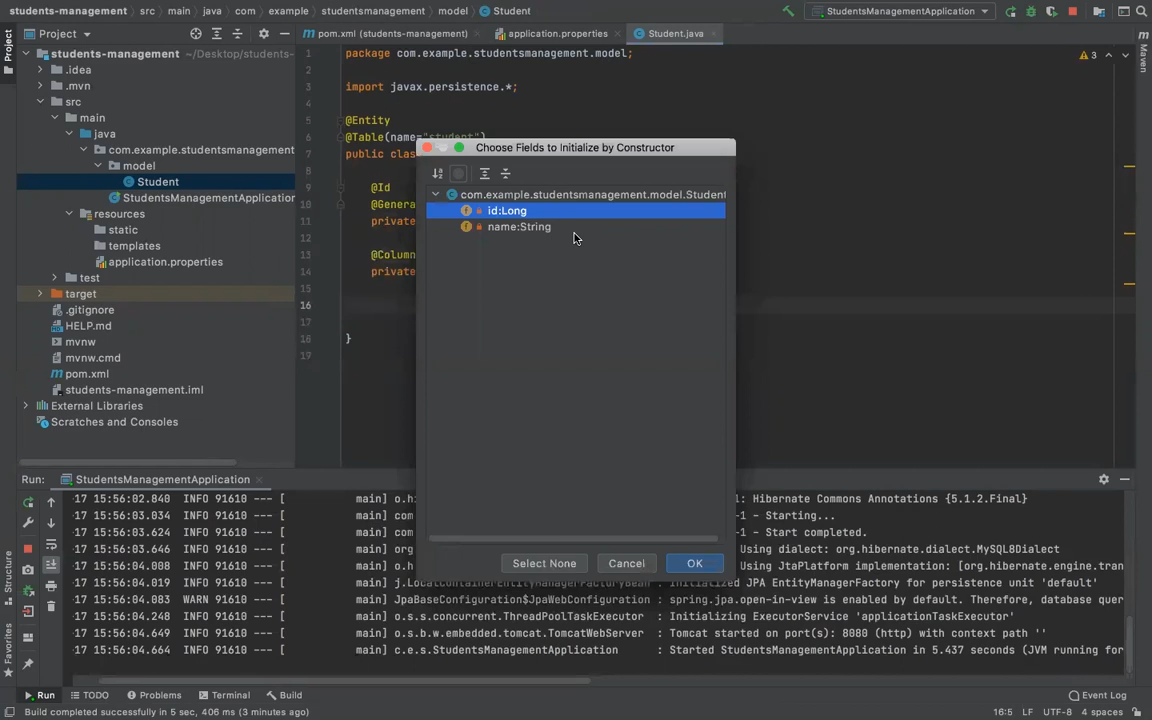 students-management
src
main
java
com
example
studentsmanagement
model
Student
StudentsManagementApplication
Project
pom.xml (students-management)
application.properties
Student.java
Project
Structure
Favorites
Maven
students-management ~/Desktop/students-
.idea
.mvn
src
main
java
com.example.studentsmanagement
model
Student
StudentsManagementApplication
resources
static
templates
application.properties
test
target
.gitignore
HELP.md
mvnw
mvnw.cmd
pom.xml
students-management.iml
External Libraries
Scratches and Consoles
1 package com.example.studentsmanagement.model;
2
3 import javax.persistence.*;
4
5 @Entity
6 @Table(name="student")
7 public clas
8
9 @Id
10 @Genera
11 private
12
13 @Column
14 private
15
16
17
18 }
19
3
Choose Fields to Initialize by Constructor
com.example.studentsmanagement.model.Student
id:Long
name:String
Select None
Cancel
OK
Run: StudentsManagementApplication
17 15:56:02.840 INFO 91610 --- [ main] o.h : Hibernate Commons Annotations {5.1.2.Final}
17 15:56:03.034 INFO 91610 --- [ main] com -1 - Starting...
17 15:56:03.624 INFO 91610 --- [ main] com -1 - Start completed.
17 15:56:03.646 INFO 91610 --- [ main] org Using dialect: org.hibernate.dialect.MySQL8Dialect
17 15:56:04.008 INFO 91610 --- [ main] o.h Using JtaPlatform implementation: [org.hibernate.engine.tran
17 15:56:04.019 INFO 91610 --- [ main] j.LocalContainerEntityManagerFactoryBean : Initialized JPA EntityManagerFactory for persistence unit 'default'
17 15:56:04.083 WARN 91610 --- [ main] JpaBaseConfiguration$JpaWebConfiguration : spring.jpa.open-in-view is enabled by default. Therefore, database quer
17 15:56:04.248 INFO 91610 --- [ main] o.s.s.concurrent.ThreadPoolTaskExecutor : Initializing ExecutorService 'applicationTaskExecutor'
17 15:56:04.649 INFO 91610 --- [ main] o.s.b.w.embedded.tomcat.TomcatWebServer : Tomcat started on port(s): 8080 (http) with context path ''
17 15:56:04.664 INFO 91610 --- [ main] c.e.s.StudentsManagementApplication : Started StudentsManagementApplication in 5.437 seconds (JVM running for
Run
TODO
Problems
Terminal
Build
Event Log
Build completed successfully in 5 sec, 406 ms (3 minutes ago)
16:5 LF UTF-8 4 spaces